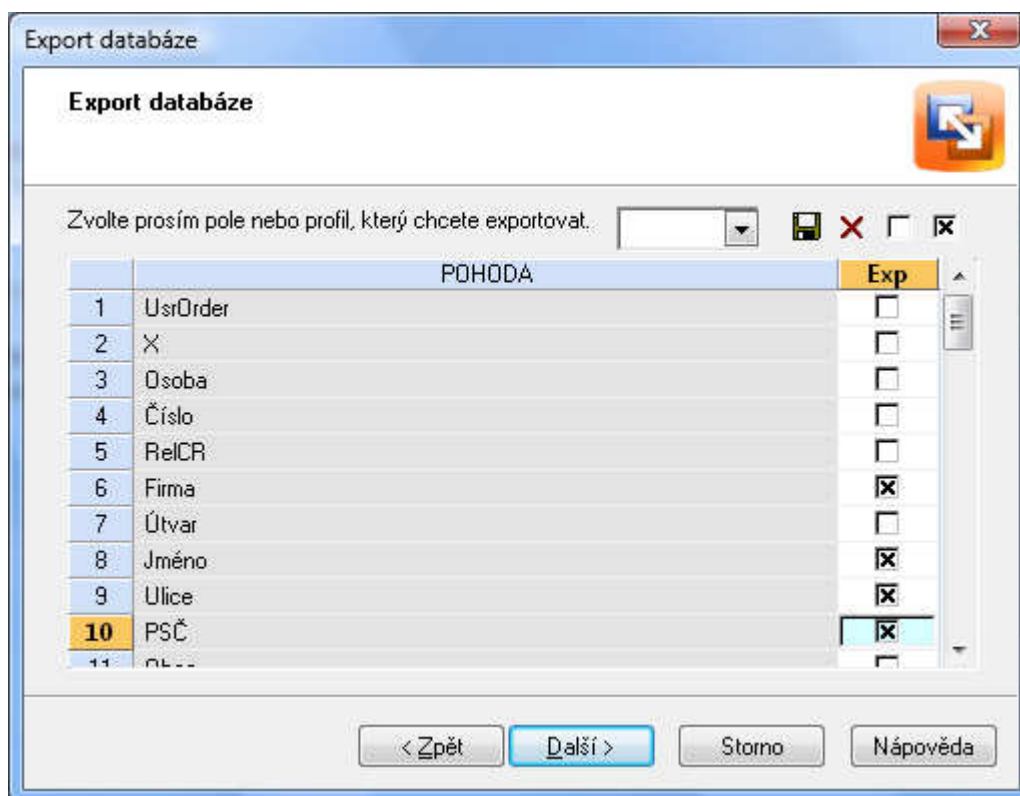 Export databáze
Export databáze
Zvolte prosím pole nebo profil, který chcete exportovat.
POHODA Exp
1 UsrOrder
2 X
3 Osoba
4 Číslo
5 RelCR
6 Firma
7 Útvar
8 Jméno
9 Ulice
10 PSČ
11
< Zpět Další > Storno Nápověda